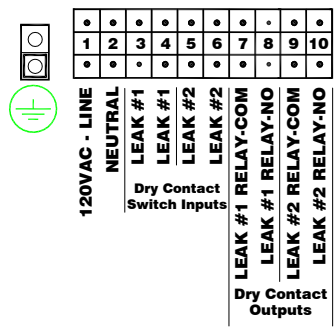 1 2 3 4 5 6 7 8 9 10
120VAC - LINE
NEUTRAL
LEAK #1
LEAK #1
LEAK #2
LEAK #2
LEAK #1 RELAY-COM
LEAK #1 RELAY-NO
LEAK #2 RELAY-COM
LEAK #2 RELAY-NO
Dry Contact
Switch Inputs
Dry Contact
Outputs